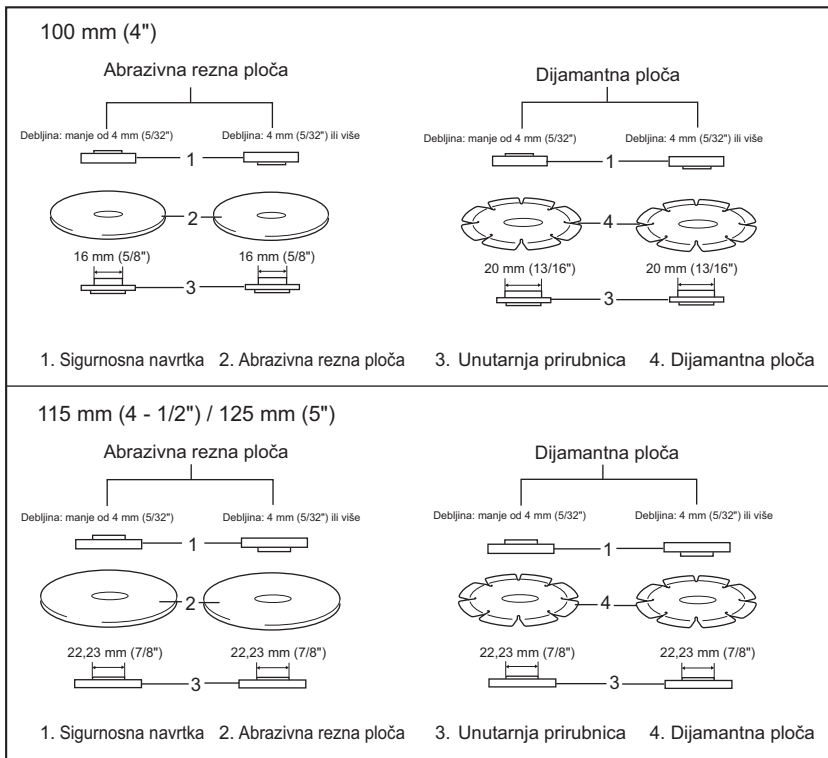 100 mm (4")
Abrazivna rezna ploča
Debljina: manje od 4 mm (5/32")
Debljina: 4 mm (5/32") ili više
1
2
16 mm (5/8")
16 mm (5/8")
3
Dijamantna ploča
Debljina: manje od 4 mm (5/32")
Debljina: 4 mm (5/32") ili više
1
4
20 mm (13/16")
20 mm (13/16")
3
1. Sigurnosna navrtka 2. Abrazivna rezna ploča 3. Unutarnja prirubnica 4. Dijamantna ploča
115 mm (4 - 1/2") / 125 mm (5")
Abrazivna rezna ploča
Debljina: manje od 4 mm (5/32")
Debljina: 4 mm (5/32") ili više
1
2
22,23 mm (7/8")
22,23 mm (7/8")
3
Dijamantna ploča
Debljina: manje od 4 mm (5/32")
Debljina: 4 mm (5/32") ili više
1
4
22,23 mm (7/8")
22,23 mm (7/8")
3
1. Sigurnosna navrtka 2. Abrazivna rezna ploča 3. Unutarnja prirubnica 4. Dijamantna ploča